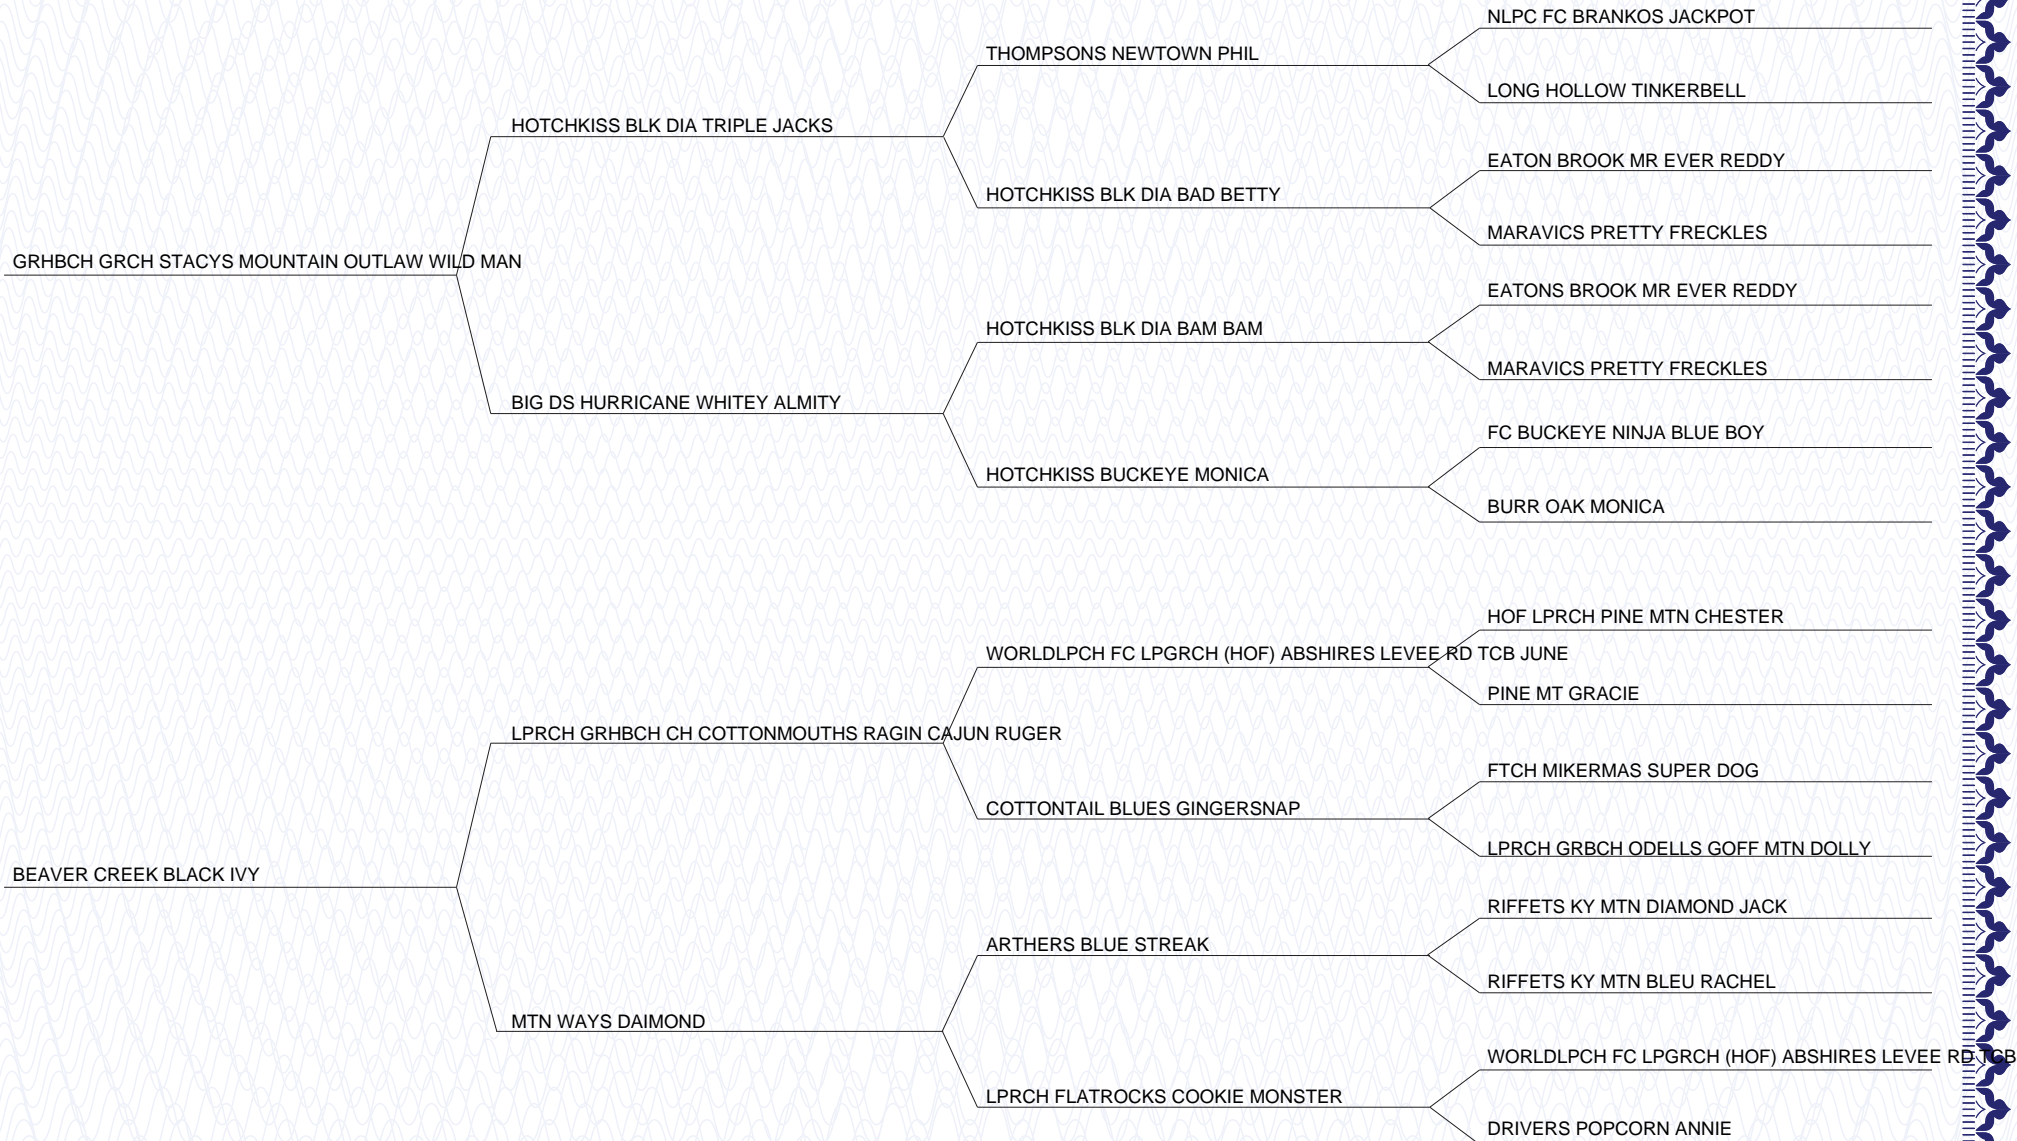 NLPC FC BRANKOS JACKPOT
THOMPSONS NEWTOWN PHIL
LONG HOLLOW TINKERBELL
HOTCHKISS BLK DIA TRIPLE JACKS
EATON BROOK MR EVER REDDY
HOTCHKISS BLK DIA BAD BETTY
MARAVICS PRETTY FRECKLES
GRHBCH GRCH STACYS MOUNTAIN OUTLAW WILD MAN
EATONS BROOK MR EVER REDDY
HOTCHKISS BLK DIA BAM BAM
MARAVICS PRETTY FRECKLES
BIG DS HURRICANE WHITEY ALMITY
FC BUCKEYE NINJA BLUE BOY
HOTCHKISS BUCKEYE MONICA
BURR OAK MONICA
HOF LPRCH PINE MTN CHESTER
WORLDLPCH FC LPGRCH (HOF) ABSHIRES LEVEE RD TCB JUNE
PINE MT GRACIE
LPRCH GRHBCH CH COTTONMOUTHS RAGIN CAJUN RUGER
FTCH MIKERMAS SUPER DOG
COTTONTAIL BLUES GINGERSNAP
LPRCH GRBCH ODELLS GOFF MTN DOLLY
BEAVER CREEK BLACK IVY
RIFFETS KY MTN DIAMOND JACK
ARTHERS BLUE STREAK
RIFFETS KY MTN BLEU RACHEL
MTN WAYS DAIMOND
WORLDLPCH FC LPGRCH (HOF) ABSHIRES LEVEE RD TCB
LPRCH FLATROCKS COOKIE MONSTER
DRIVERS POPCORN ANNIE